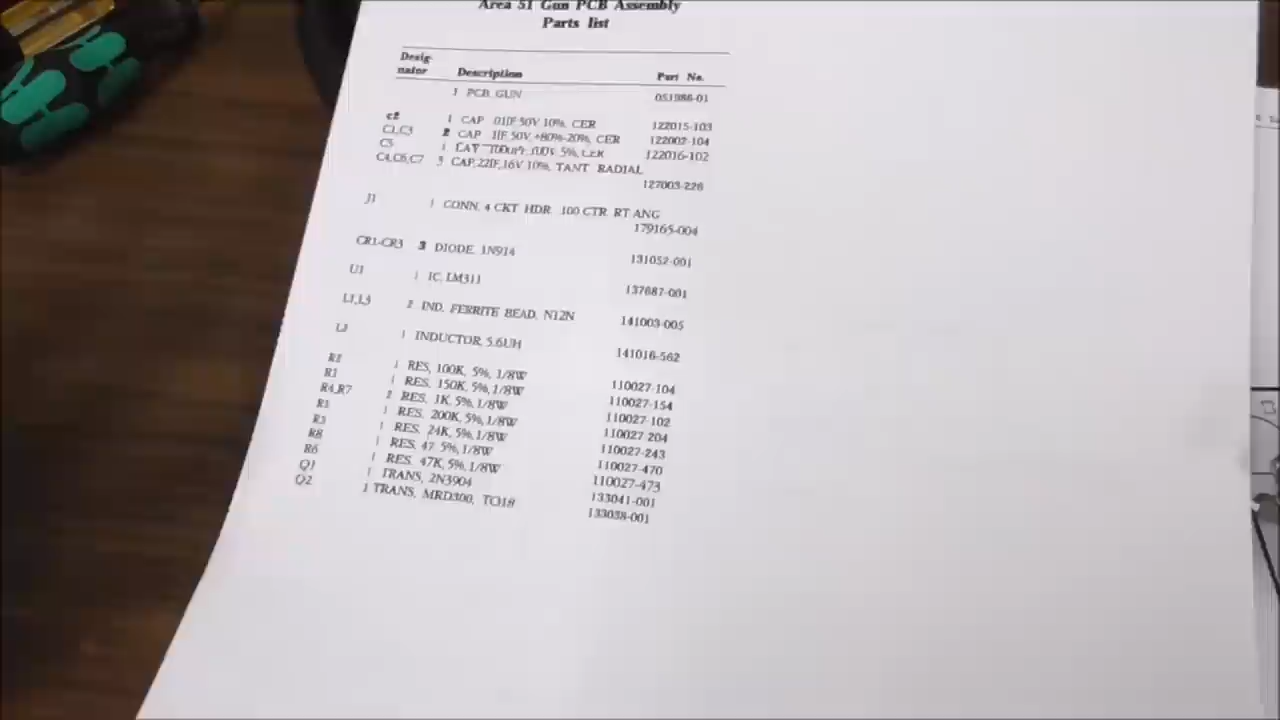 Area 51 Gun PCB Assembly
Parts list
Desig-
nator Description Part No.
1 PCB, GUN 051986-01
1 CAP .01UF 50V 10%, CER 122015-103
C1,C3 2 CAP .1UF 50V +80%-20%, CER 122002-104
C5 1 5%, CER 122016-102
C4,C6,C7 3 CAP, 22UF, 16V 10%, TANT RADIAL
127003-226
J1 1 CONN, 4 CKT HDR .100 CTR RT ANG
179165-004
CR1-CR3 3 DIODE, 1N914 131052-001
U1 1 IC, LM311 137687-001
L1,L3 2 IND, FERRITE BEAD, N12N 141003-005
1 INDUCTOR, 5.6UH 141016-562
1 RES, 100K, 5%, 1/8W 110027-104
1 RES, 150K, 5%, 1/8W 110027-154
R4,R7 2 RES, 1K, 5%, 1/8W 110027-102
1 RES, 200K, 5%, 1/8W 110027-204
1 RES, 24K, 5%, 1/8W 110027-243
R8 1 RES, 47 5%, 1/8W 110027-470
R6 1 RES, 47K, 5%, 1/8W 110027-473
Q1 1 TRANS, 2N3904 133041-001
Q2 1 TRANS, MRD300, TO18 133038-001